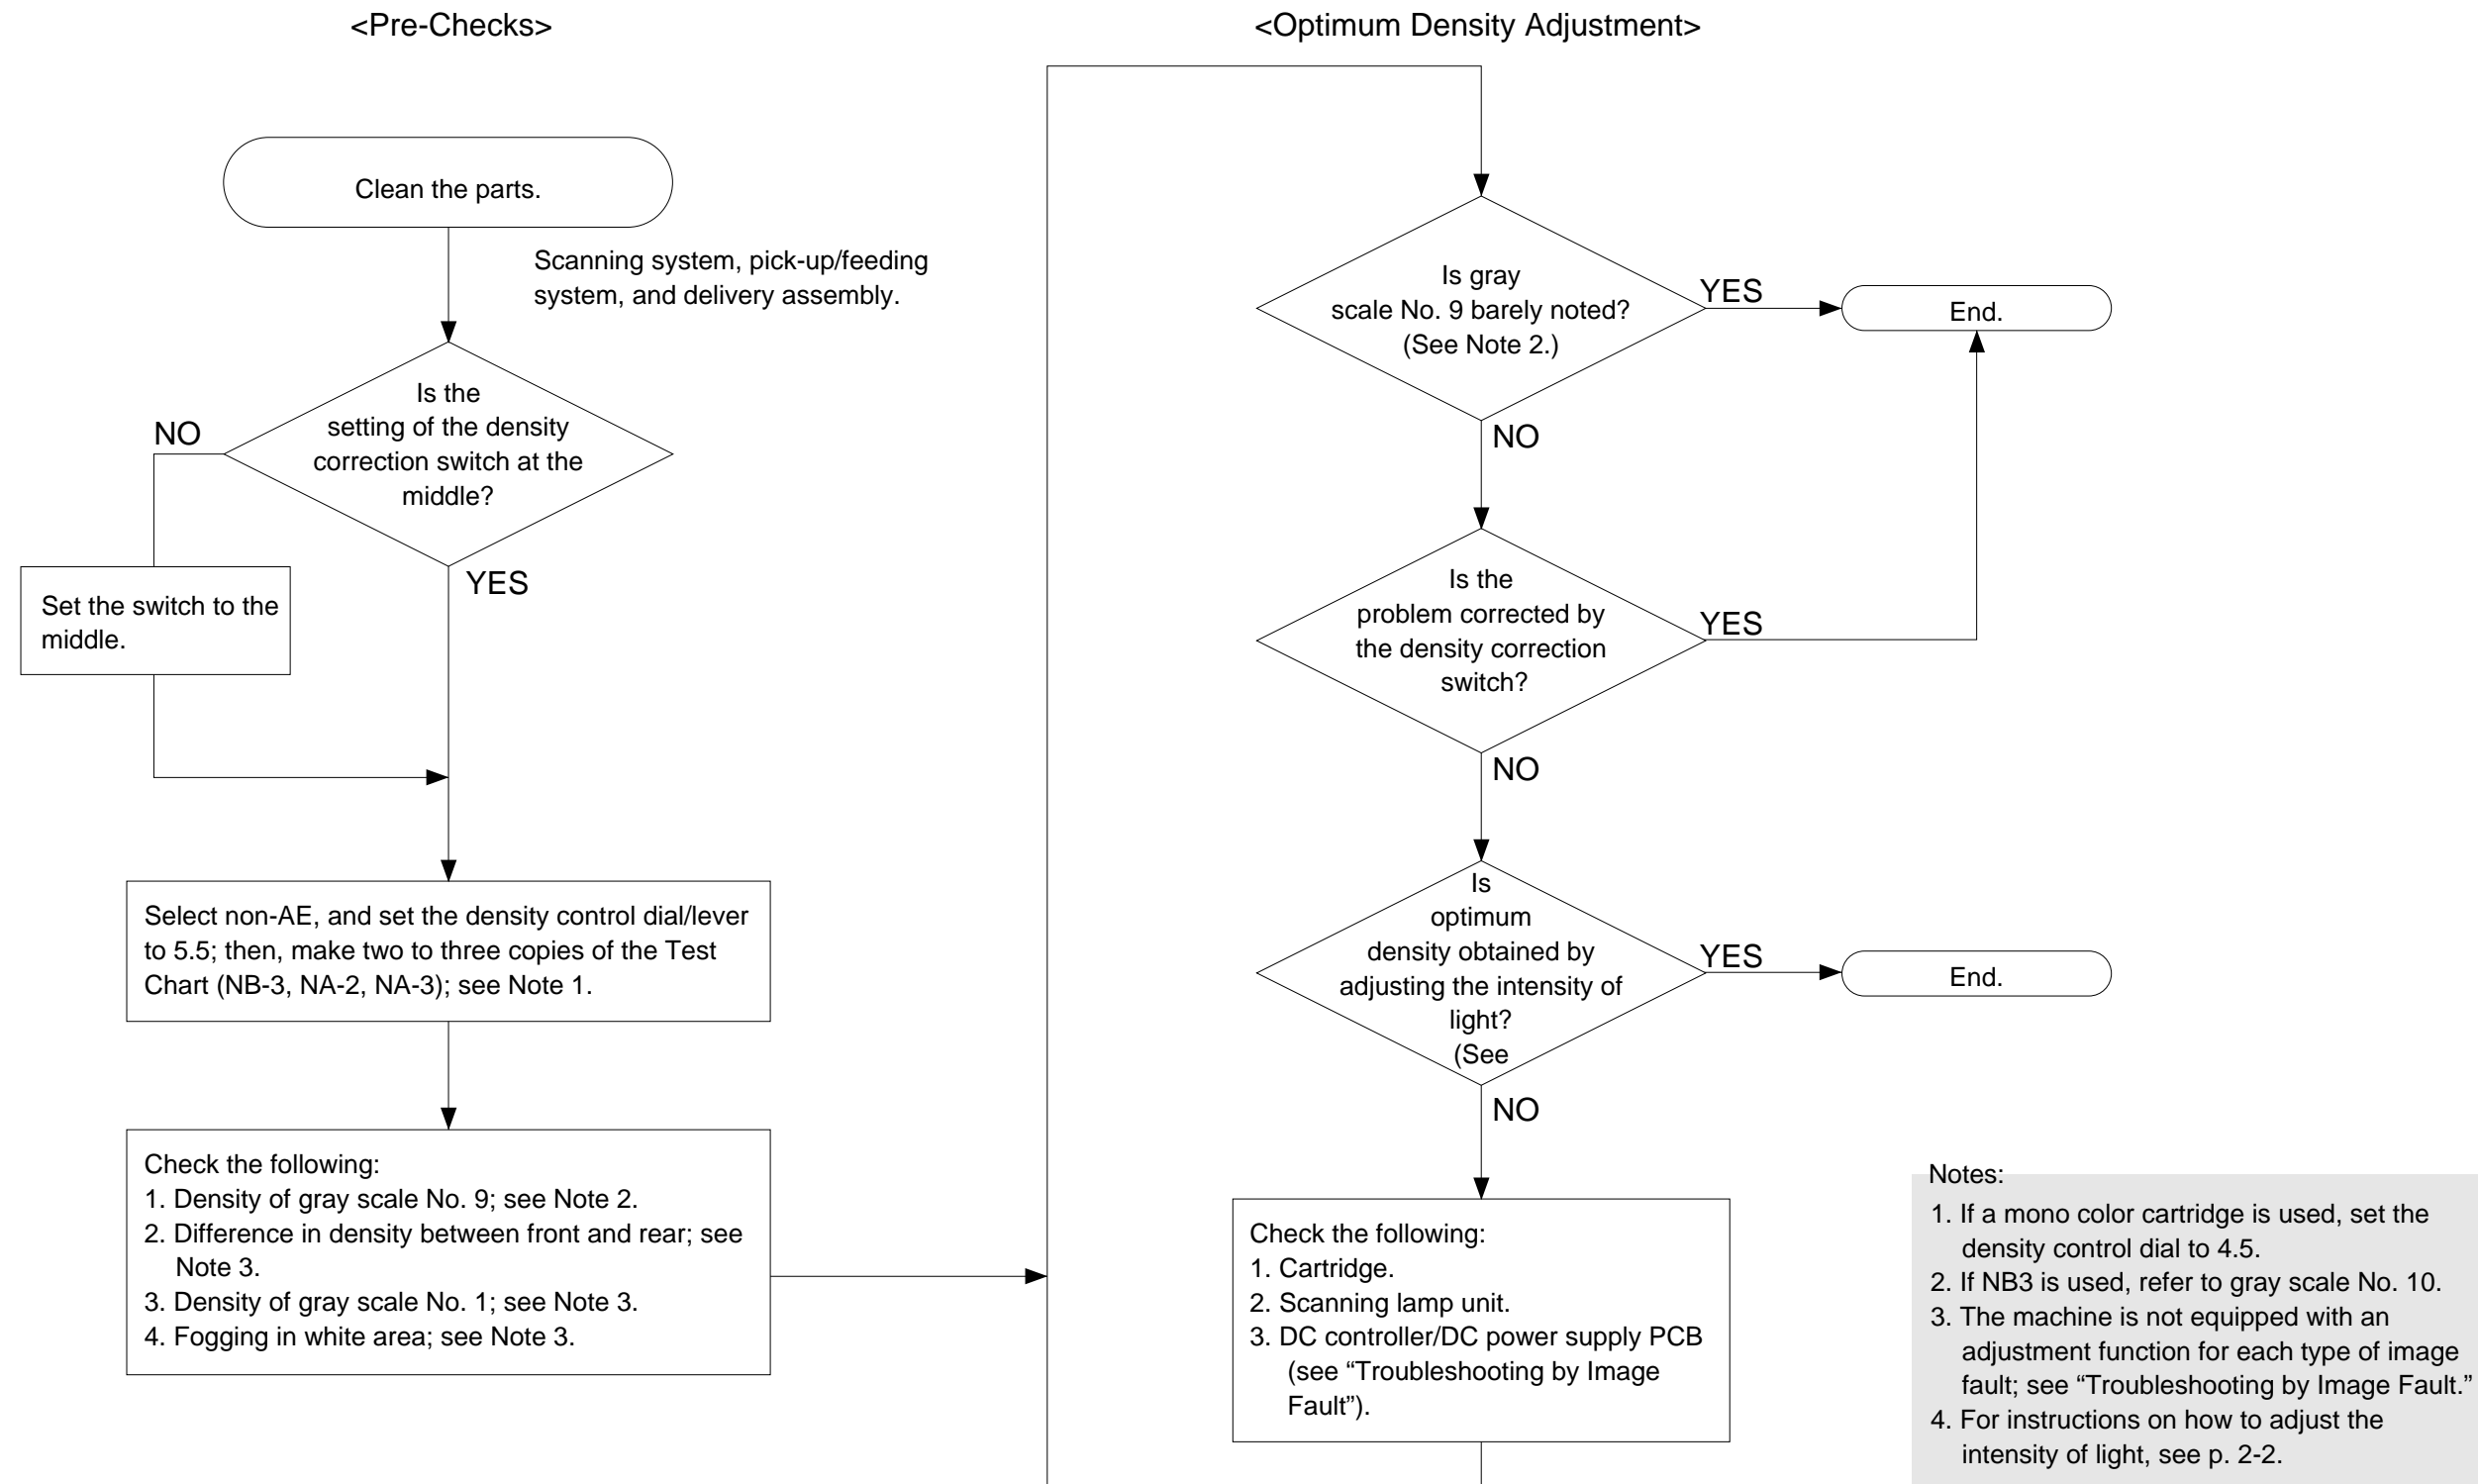 <Pre-Checks>
Clean the parts.
Scanning system, pick-up/feeding
system, and delivery assembly.
Is the
setting of the density
correction switch at the
middle?
NO
YES
Set the switch to the
middle.
Select non-AE, and set the density control dial/lever
to 5.5; then, make two to three copies of the Test
Chart (NB-3, NA-2, NA-3); see Note 1.
Check the following:
1. Density of gray scale No. 9; see Note 2.
2. Difference in density between front and rear; see
Note 3.
3. Density of gray scale No. 1; see Note 3.
4. Fogging in white area; see Note 3.
<Optimum Density Adjustment>
Is gray
scale No. 9 barely noted?
(See Note 2.)
YES
End.
NO
Is the
problem corrected by
the density correction
switch?
YES
NO
Is
optimum
density obtained by
adjusting the intensity of
light?
(See
YES
End.
NO
Check the following:
1. Cartridge.
2. Scanning lamp unit.
3. DC controller/DC power supply PCB
(see “Troubleshooting by Image
Fault”).
Notes:
1. If a mono color cartridge is used, set the
density control dial to 4.5.
2. If NB3 is used, refer to gray scale No. 10.
3. The machine is not equipped with an
adjustment function for each type of image
fault; see “Troubleshooting by Image Fault.”
4. For instructions on how to adjust the
intensity of light, see p. 2-2.